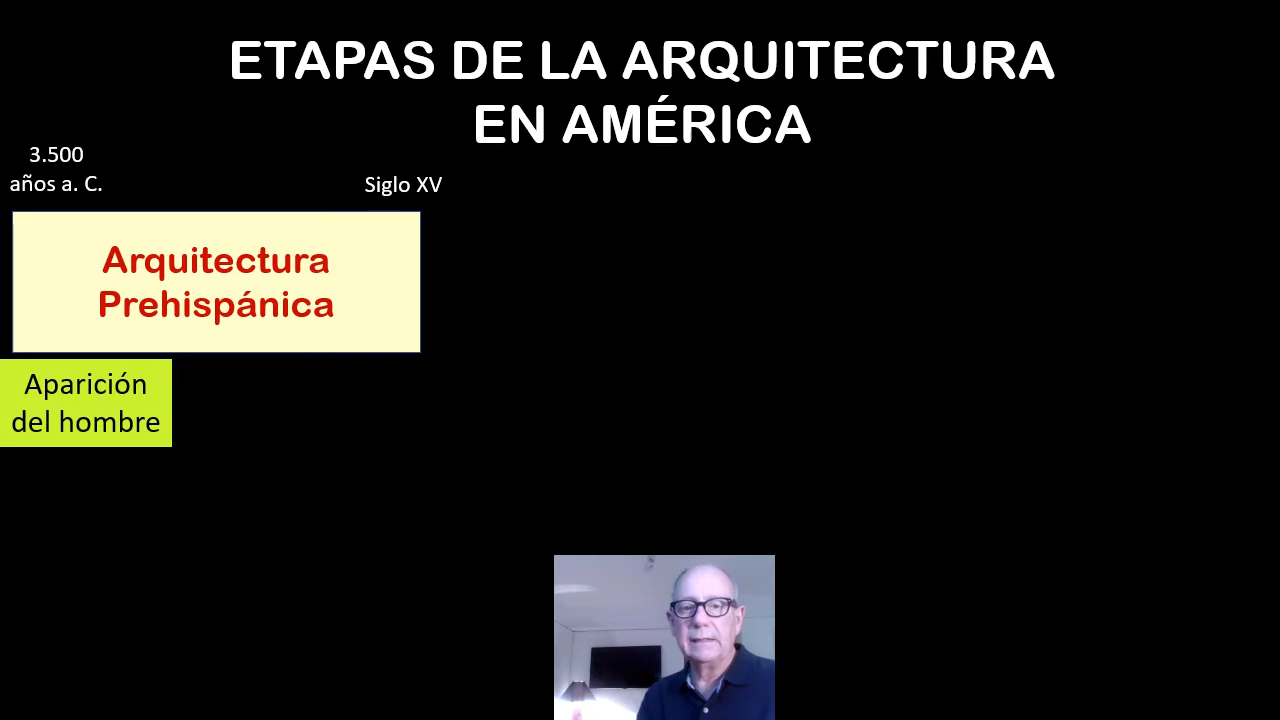 ETAPAS DE LA ARQUITECTURA
EN AMÉRICA
3.500
años a. C.
Siglo XV
Arquitectura
Prehispánica
Aparición
del hombre